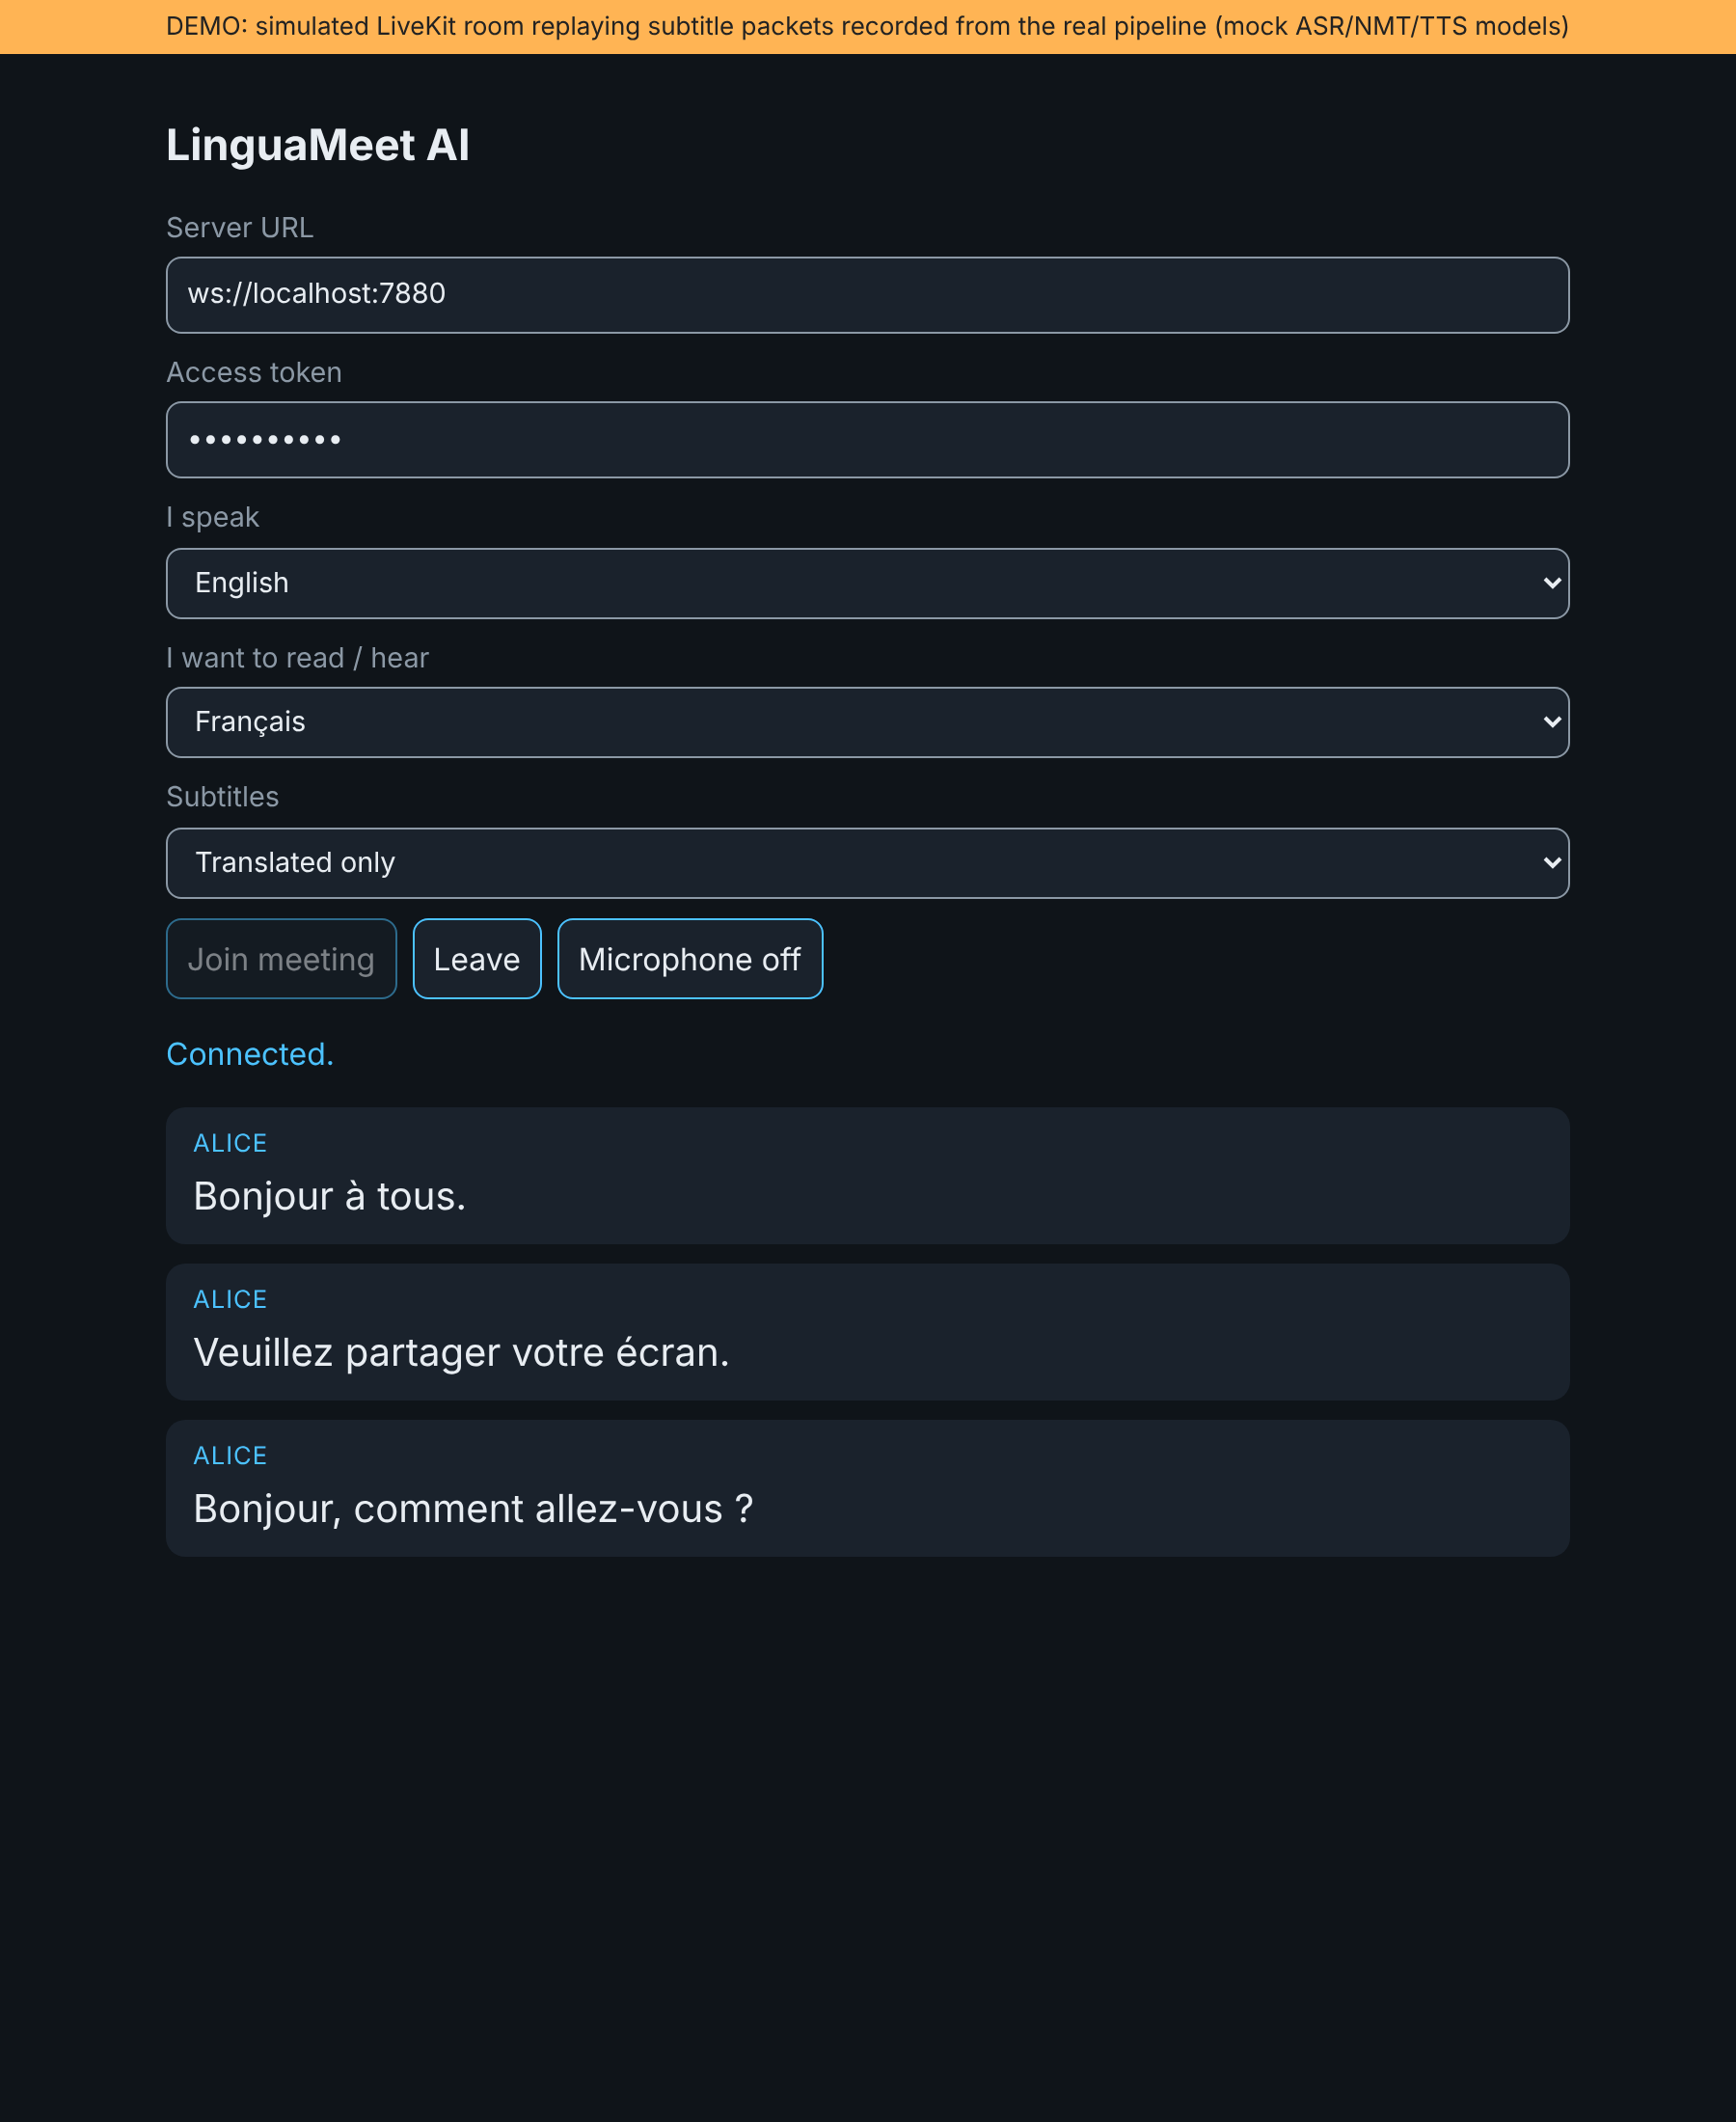 DEMO: simulated LiveKit room replaying subtitle packets recorded from the real pipeline (mock ASR/NMT/TTS models)
LinguaMeet AI
Server URL
ws://localhost:7880
Access token
••••••••••
I speak
English
I want to read / hear
Français
Subtitles
Translated only
Join meeting Leave Microphone off
Connected.
ALICE
Bonjour à tous.
ALICE
Veuillez partager votre écran.
ALICE
Bonjour, comment allez-vous ?